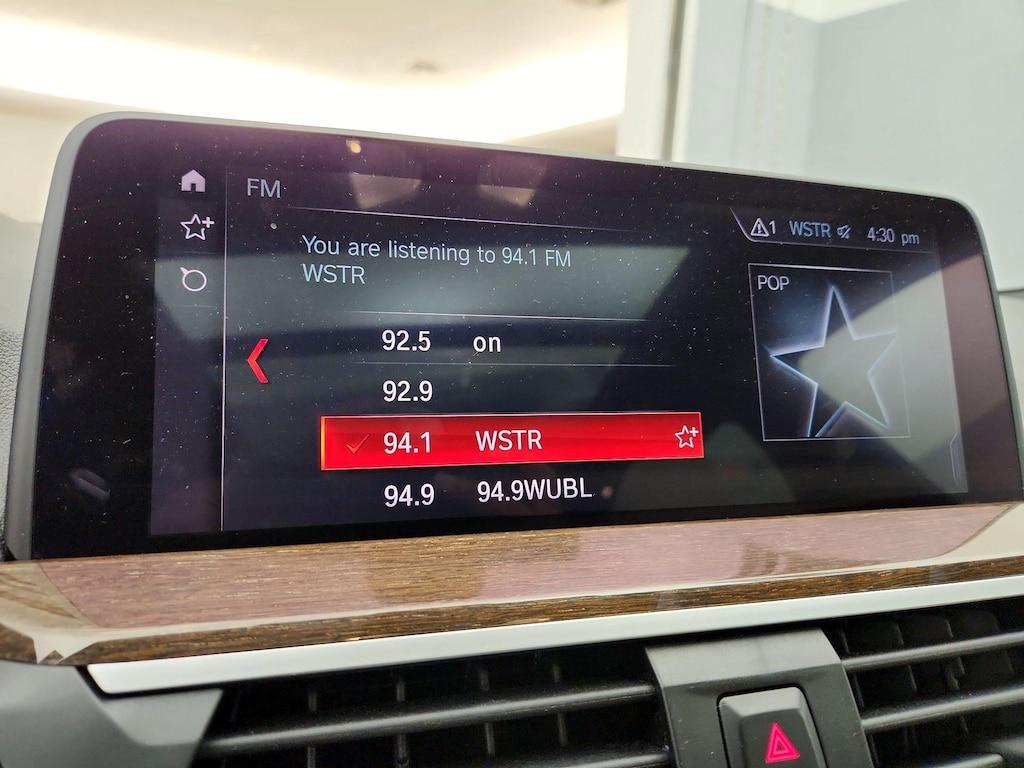 FM
1 WSTR 4:30 pm
You are listening to 94.1 FM
WSTR
POP
92.5 on
92.9
94.1 WSTR
94.9 94.9WUBL